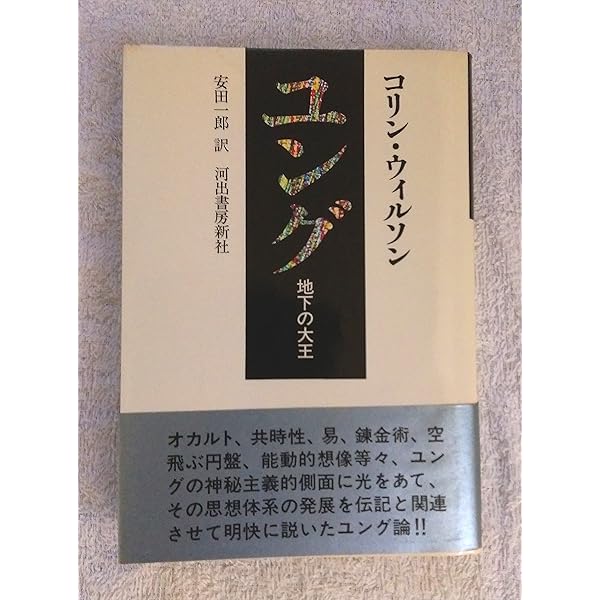 コリン・ウィルソン
ユング
地下の大王
安田一郎 訳 河出書房新社
オカルト、共時性、易、錬金術、空
飛ぶ円盤、能動的想像等々、ユン
グの神秘主義的側面に光をあて、
その思想体系の発展を伝記と関連
させて明快に説いたユング論!!